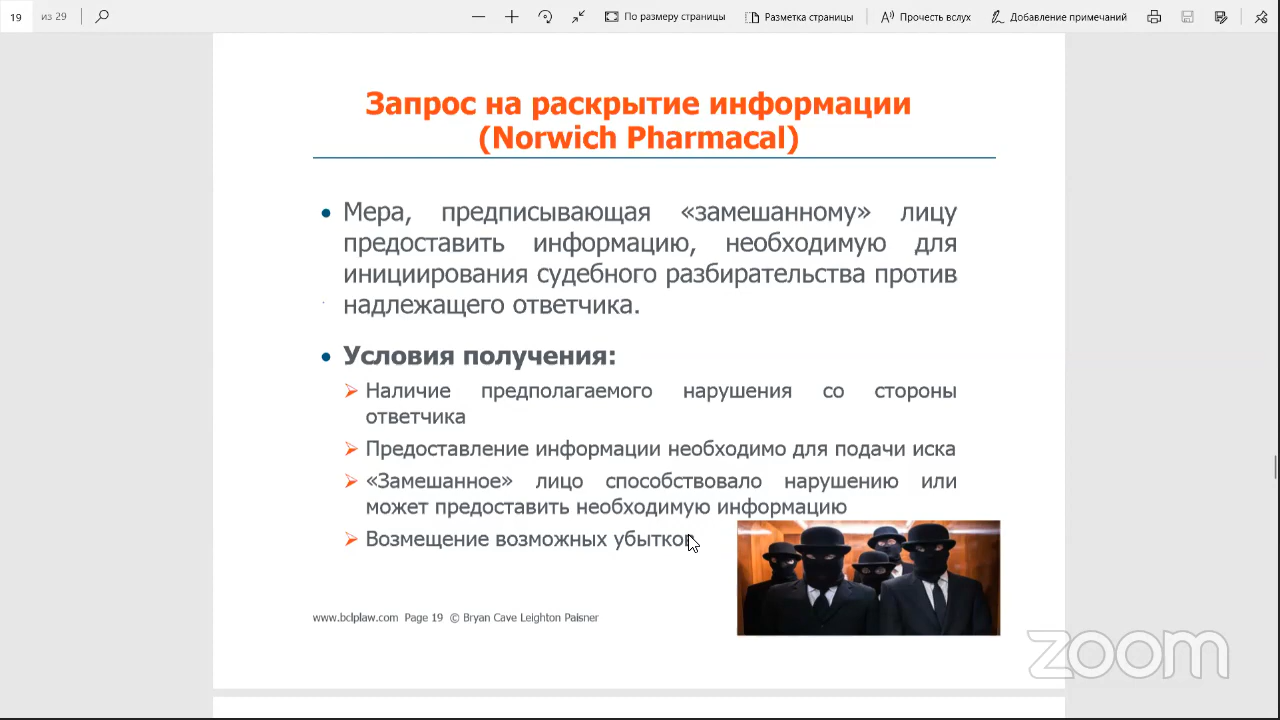 19 из 29
По размеру страницы
Разметка страницы
Прочесть вслух
Добавление примечаний
Запрос на раскрытие информации
(Norwich Pharmacal)
• Мера, предписывающая «замешанному» лицу
предоставить информацию, необходимую для
инициирования судебного разбирательства против
надлежащего ответчика.
• Условия получения:
Наличие предполагаемого нарушения со стороны
ответчика
Предоставление информации необходимо для подачи иска
«Замешанное» лицо способствовало нарушению или
может предоставить необходимую информацию
Возмещение возможных убытков
www.bclplaw.com Page 19 © Bryan Cave Leighton Paisner
zoom